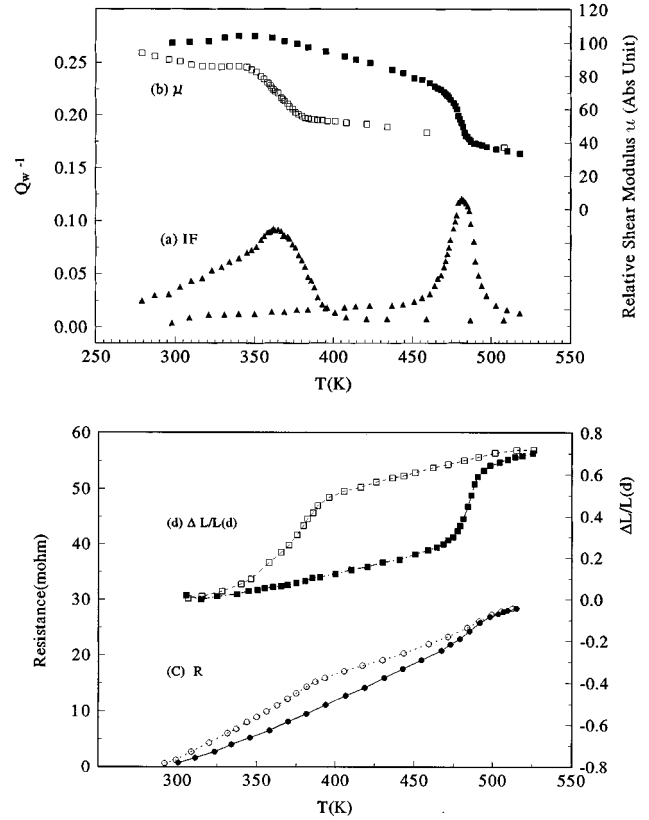 120
0.25
100
80
(b) μ
0.20
60
Q_w ⁻¹
0.15
40
20
0.10
0
(a) IF
0.05
0.00
Relative Shear Modulus u (Abs Unit)
250 300 350 400 450 500 550
T(K)
60
0.8
50
0.6
(d) Δ L/L(d)
40
0.4
0.2
30
0.0
Resistance(mohm)
ΔL/L(d)
20
-0.2
(C) R
-0.4
10
-0.6
0
-0.8
250 300 350 400 450 500 550
T(K)